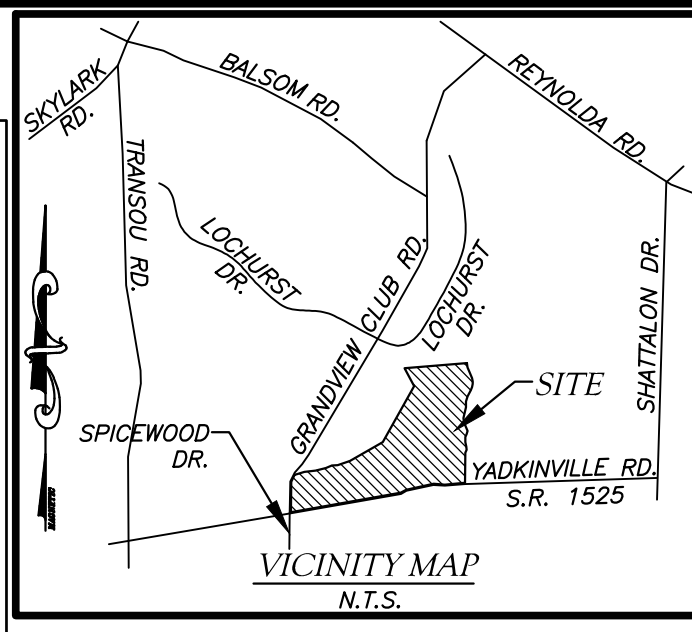 SKYLARK
RD.
BALSOM RD.
REYNOLDA RD.
TRANSOU RD.
LOCHURST
DR.
GRANDVIEW CLUB RD.
LOCHURST
DR.
SHATTALON DR.
SITE
SPICEWOOD
DR.
YADKINVILLE RD.
S.R. 1525
VICINITY MAP
N.T.S.